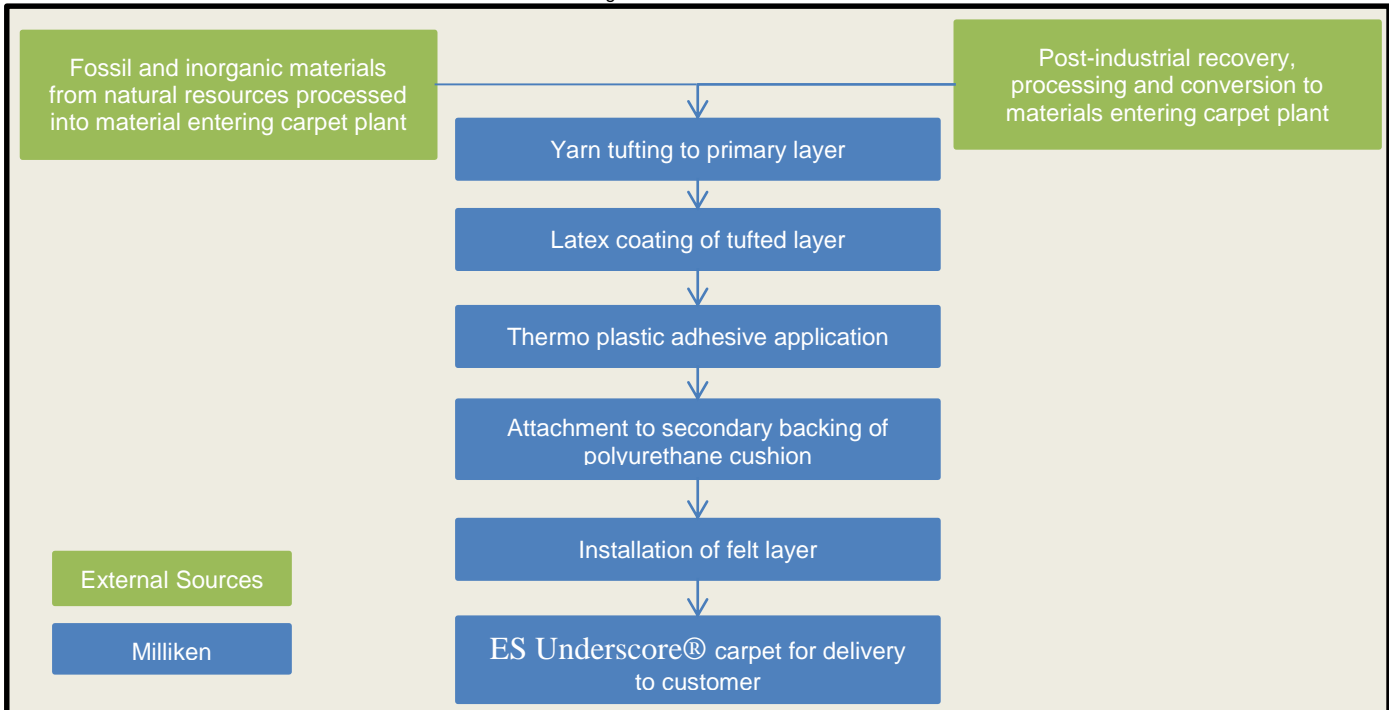 Fossil and inorganic materials
from natural resources processed
into material entering carpet plant
Post-industrial recovery,
processing and conversion to
materials entering carpet plant
Yarn tufting to primary layer
Latex coating of tufted layer
Thermo plastic adhesive application
Attachment to secondary backing of
polyurethane cushion
Installation of felt layer
External Sources
Milliken
ES Underscore® carpet for delivery
to customer